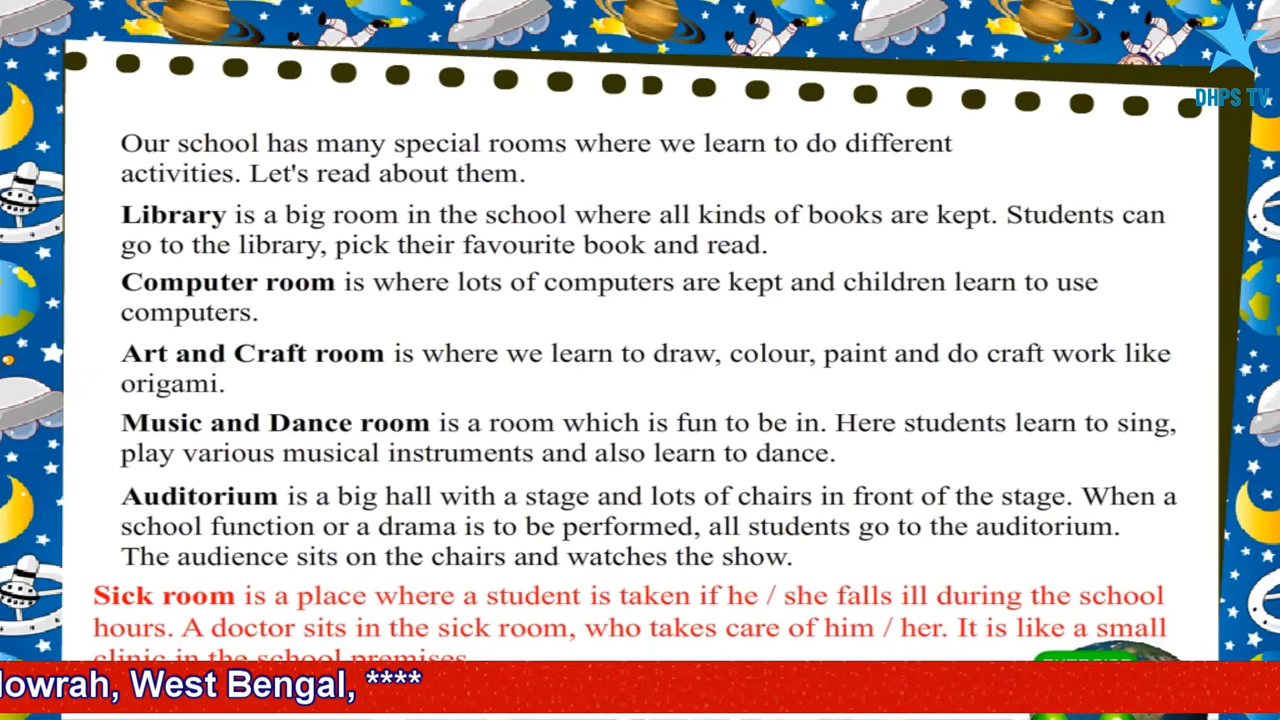 DHPS TV
Our school has many special rooms where we learn to do different
activities. Let's read about them.
Library is a big room in the school where all kinds of books are kept. Students can
go to the library, pick their favourite book and read.
Computer room is where lots of computers are kept and children learn to use
computers.
Art and Craft room is where we learn to draw, colour, paint and do craft work like
origami.
Music and Dance room is a room which is fun to be in. Here students learn to sing,
play various musical instruments and also learn to dance.
Auditorium is a big hall with a stage and lots of chairs in front of the stage. When a
school function or a drama is to be performed, all students go to the auditorium.
The audience sits on the chairs and watches the show.
Sick room is a place where a student is taken if he / she falls ill during the school
hours. A doctor sits in the sick room, who takes care of him / her. It is like a small
clinic in the school premises.
West Bengal, ****